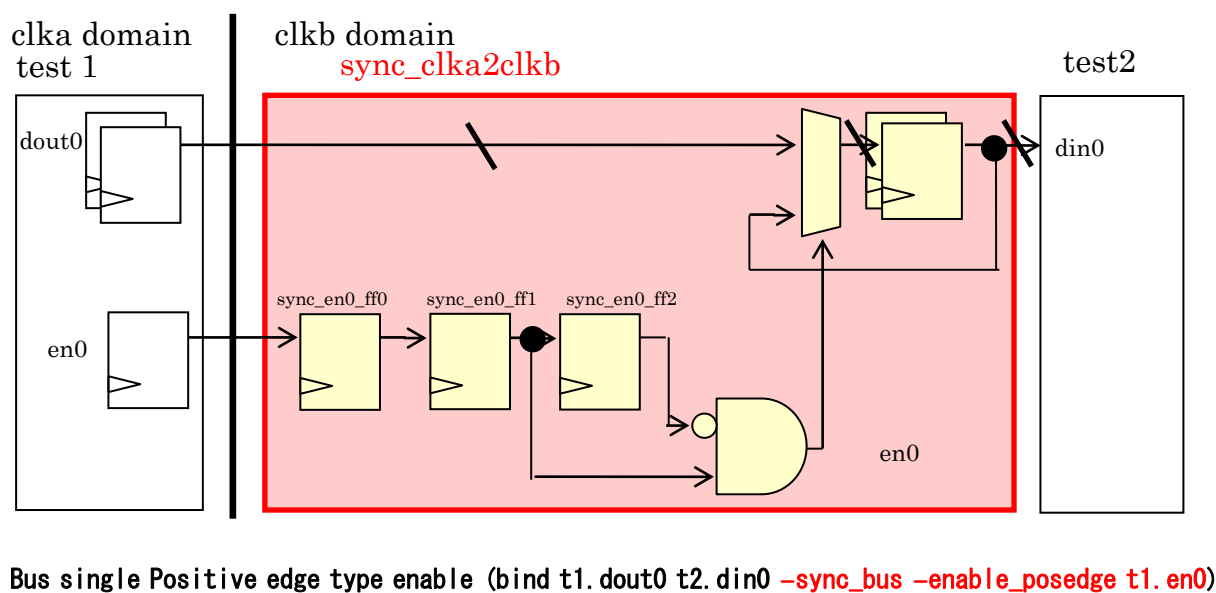 clka domain
clkb domain
test 1
sync_clka2clkb
test2
dout0
din0
sync_en0_ff0
sync_en0_ff1
sync_en0_ff2
en0
en0
Bus single Positive edge type enable (bind t1.dout0 t2.din0 –sync_bus –enable_posedge t1.en0)